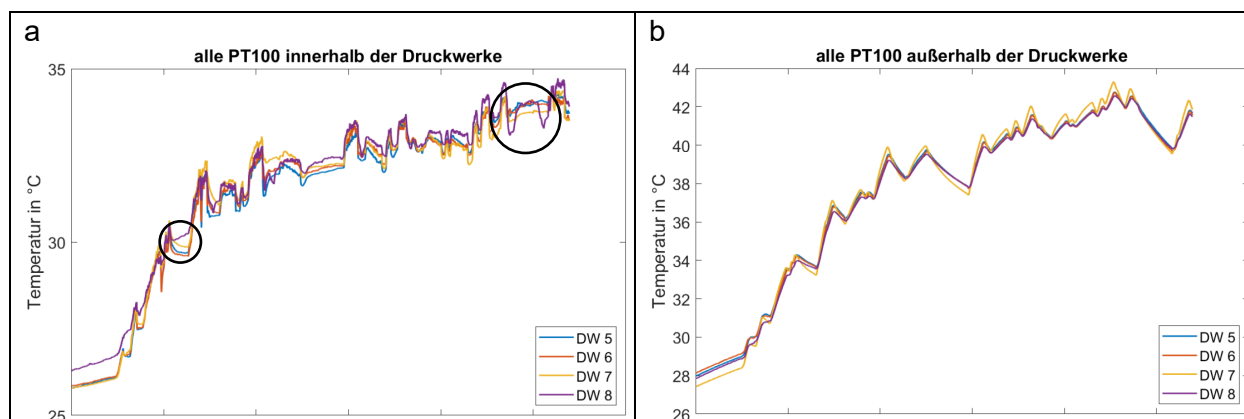 a
alle PT100 innerhalb der Druckwerke
35
30
25
Temperatur in °C
DW 5
DW 6
DW 7
DW 8
b
alle PT100 außerhalb der Druckwerke
44
42
40
38
36
34
32
30
28
26
Temperatur in °C
DW 5
DW 6
DW 7
DW 8